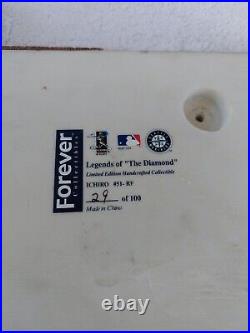 Forever
Collectibles
Legends of "The Diamond"
Limited Edition Handcrafted Collectible
ICHIRO #51- RF
29 of 100
Made in China